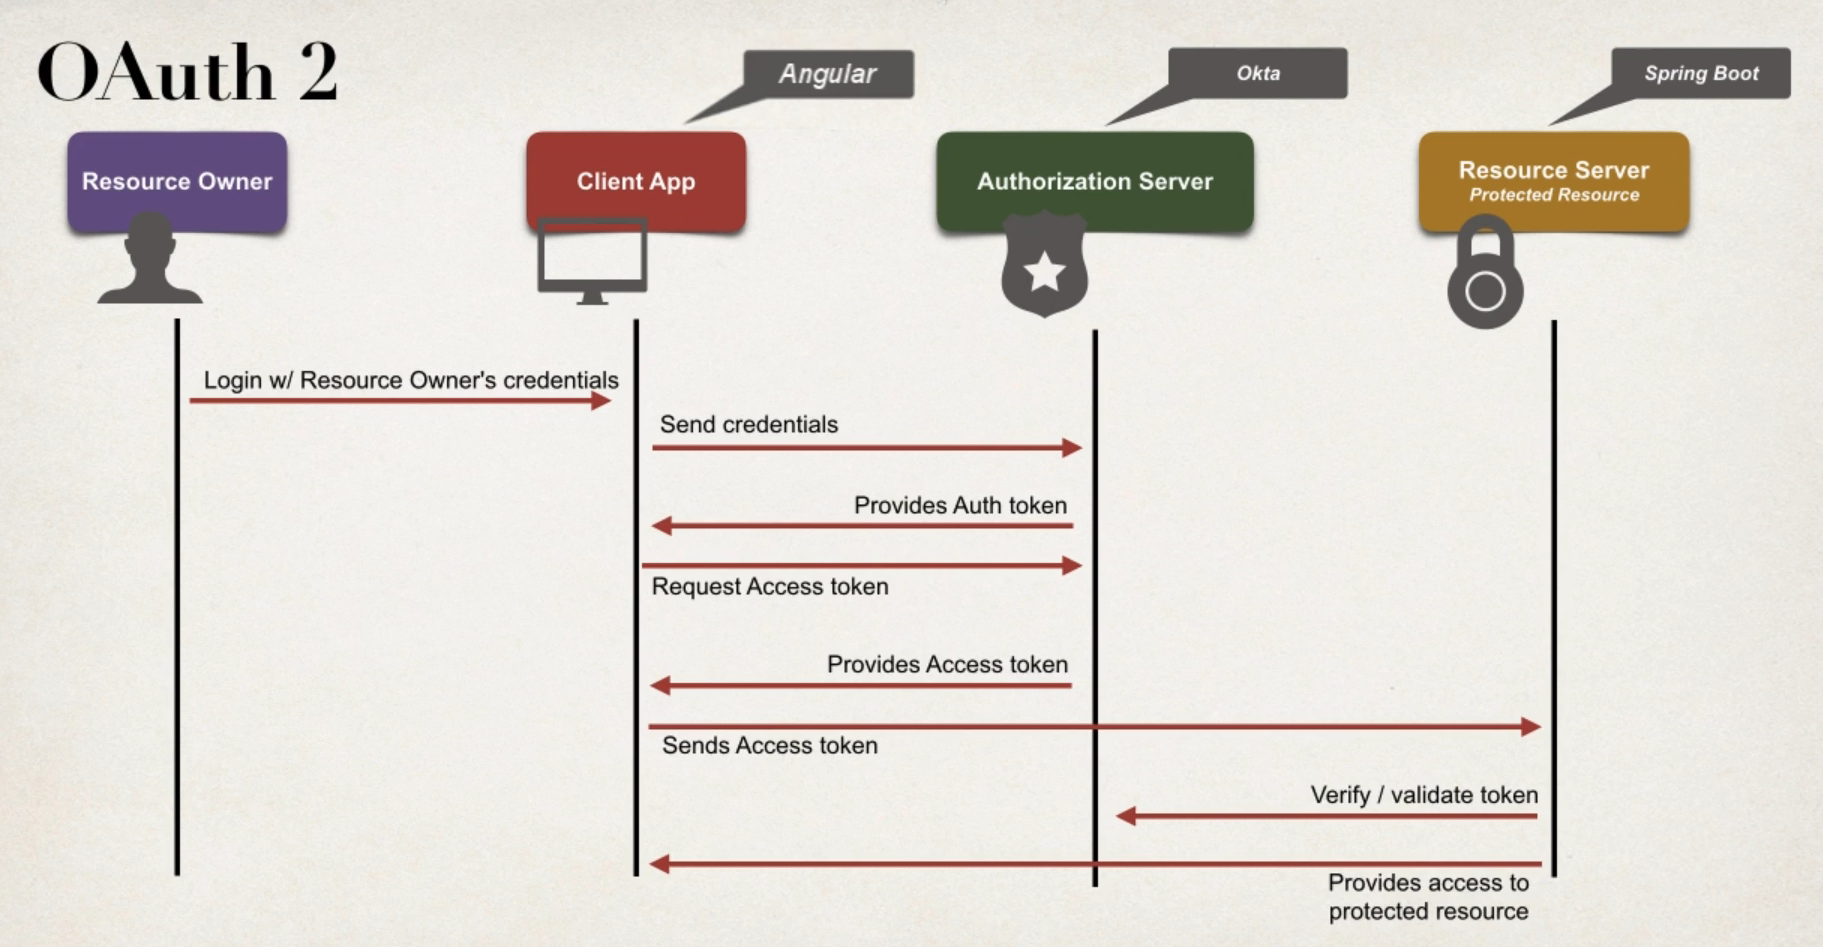 OAuth 2
Angular
Okta
Spring Boot
Resource Owner
Client App
Authorization Server
Resource Server
Protected Resource
Login w/ Resource Owner's credentials
Send credentials
Provides Auth token
Request Access token
Provides Access token
Sends Access token
Verify / validate token
Provides access to
protected resource